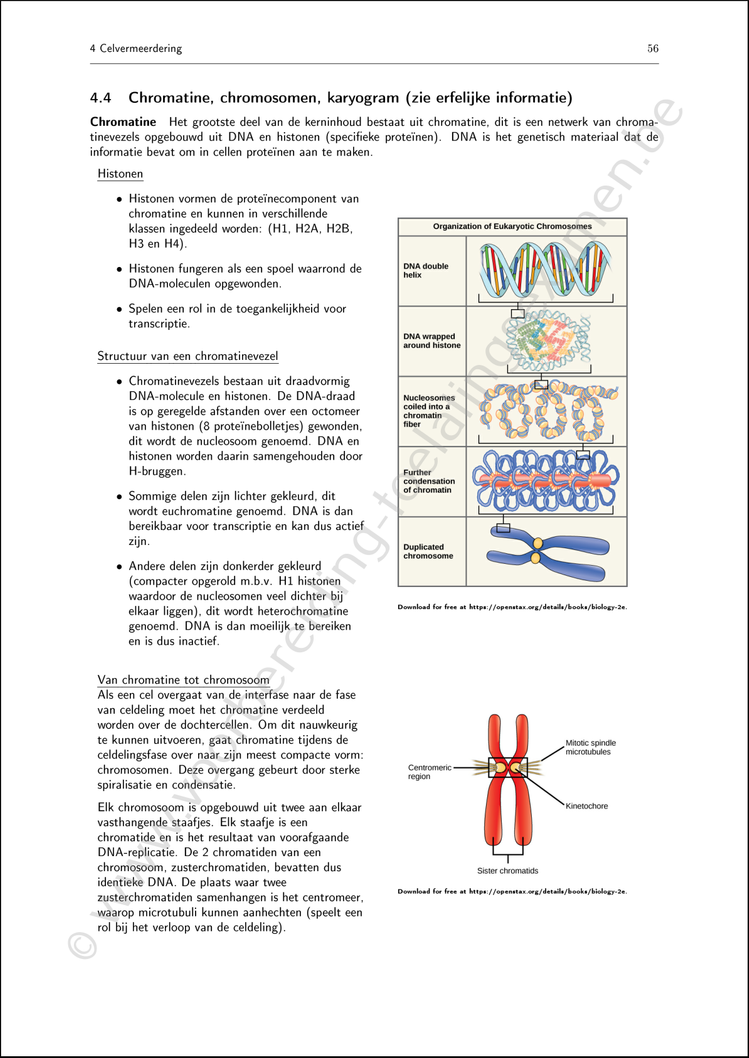 4 Celvermeerdering
56
4.4 Chromatine, chromosomen, karyogram (zie erfelijke informatie)
Chromatine Het grootste deel van de kerninhoud bestaat uit chromatine, dit is een netwerk van chroma-
tinevezels opgebouwd uit DNA en histonen (specifieke proteïnen). DNA is het genetisch materiaal dat de
informatie bevat om in cellen proteïnen aan te maken.
Histonen
• Histonen vormen de proteïnecomponent van
chromatine en kunnen in verschillende
klassen ingedeeld worden: (H1, H2A, H2B,
H3 en H4).
• Histonen fungeren als een spoel waarrond de
DNA-moleculen opgewonden.
• Spelen een rol in de toegankelijkheid voor
transcriptie.
Structuur van een chromatinevezel
• Chromatinevezels bestaan uit draadvormig
DNA-molecule en histonen. De DNA-draad
is op geregelde afstanden over een octomeer
van histonen (8 proteïnebolletjes) gewonden,
dit wordt de nucleosoom genoemd. DNA en
histonen worden daarin samengehouden door
H-bruggen.
• Sommige delen zijn lichter gekleurd, dit
wordt euchromatine genoemd. DNA is dan
bereikbaar voor transcriptie en kan dus actief
zijn.
• Andere delen zijn donkerder gekleurd
(compacter opgerold m.b.v. H1 histonen
waardoor de nucleosomen veel dichter bij
elkaar liggen), dit wordt heterochromatine
genoemd. DNA is dan moeilijk te bereiken
en is dus inactief.
Organization of Eukaryotic Chromosomes
DNA double
helix
DNA wrapped
around histone
Nucleosomes
coiled into a
chromatin
fiber
Further
condensation
of chromatin
Duplicated
chromosome
Download for free at https://openstax.org/details/books/biology-2e.
Van chromatine tot chromosoom
Als een cel overgaat van de interfase naar de fase
van celdeling moet het chromatine verdeeld
worden over de dochtercellen. Om dit nauwkeurig
te kunnen uitvoeren, gaat chromatine tijdens de
celdelingsfase over naar zijn meest compacte vorm:
chromosomen. Deze overgang gebeurt door sterke
spiralisatie en condensatie.
Elk chromosoom is opgebouwd uit twee aan elkaar
vasthangende staafjes. Elk staafje is een
chromatide en is het resultaat van voorafgaande
DNA-replicatie. De 2 chromatiden van een
chromosoom, zusterchromatiden, bevatten dus
identieke DNA. De plaats waar twee
zusterchromatiden samenhangen is het centromeer,
waarop microtubuli kunnen aanhechten (speelt een
rol bij het verloop van de celdeling).
Mitotic spindle
microtubules
Centromeric
region
Kinetochore
Sister chromatids
Download for free at https://openstax.org/details/books/biology-2e.
© www.voorbereiding-toelatingsexamen.be